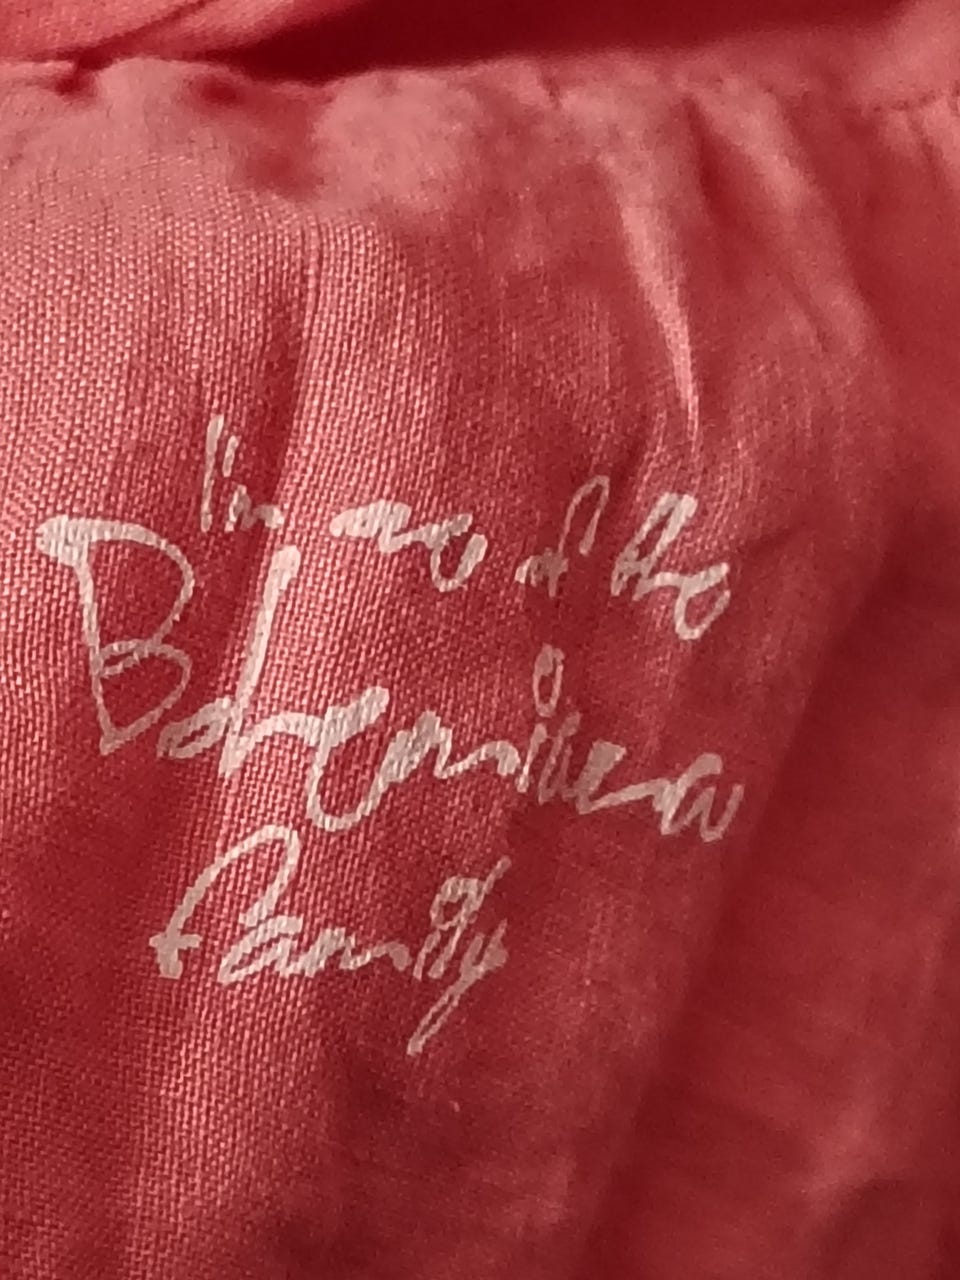 I'm one of the
Bohemian
family